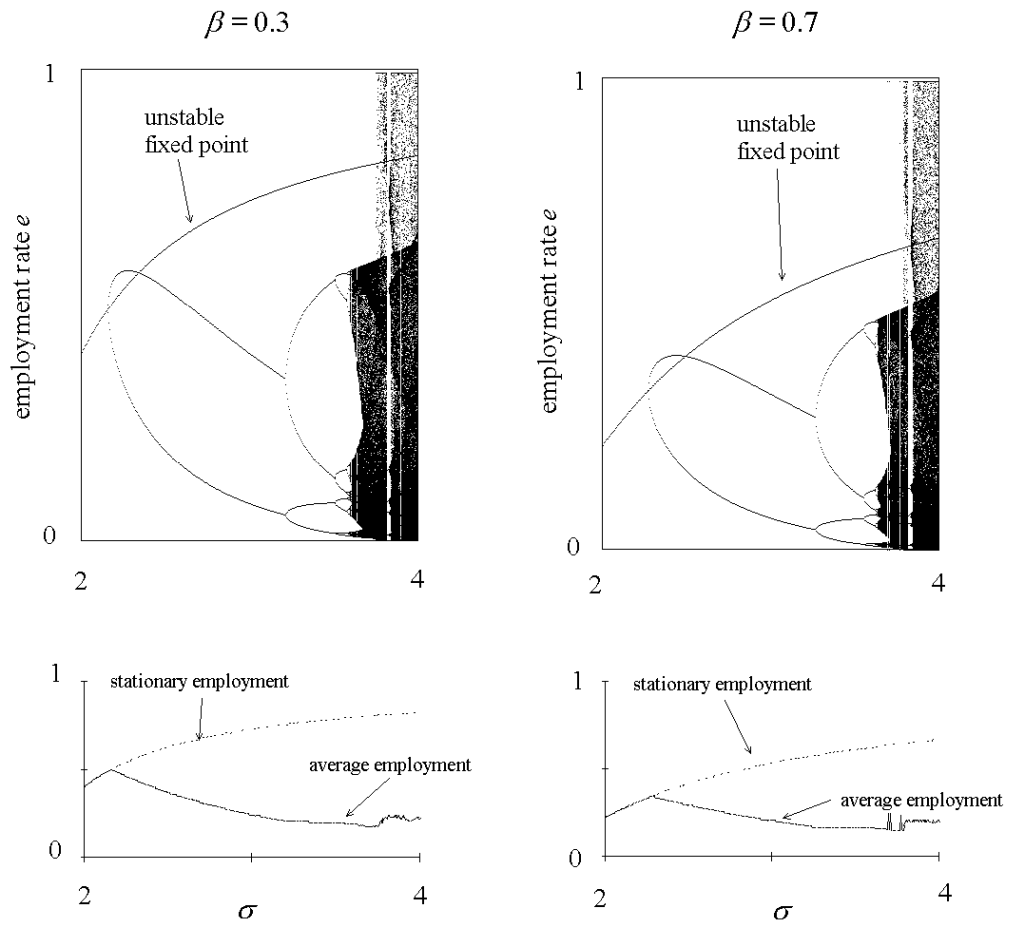 β = 0.3
1
unstable
fixed point
employment rate e
0
2
4
β = 0.7
1
unstable
fixed point
employment rate e
0
2
4
1
stationary employment
average employment
0
2
4
σ
1
stationary employment
average employment
0
2
4
σ